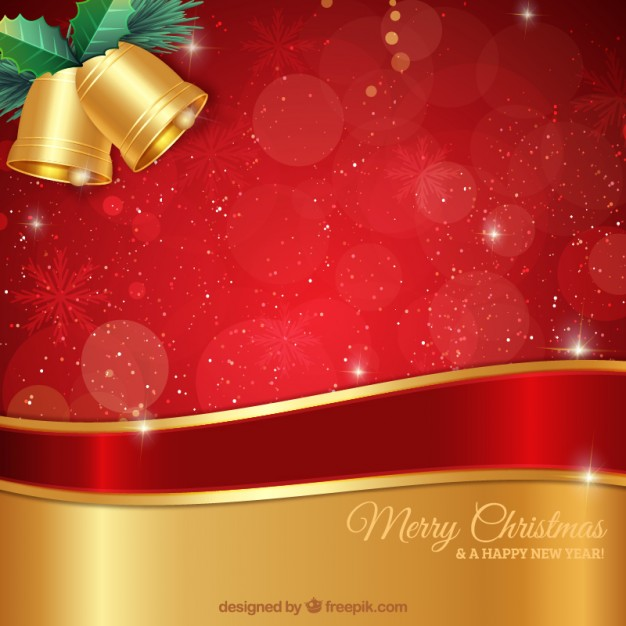 Merry Christmas
& A HAPPY NEW YEAR!
designed by freepik.com